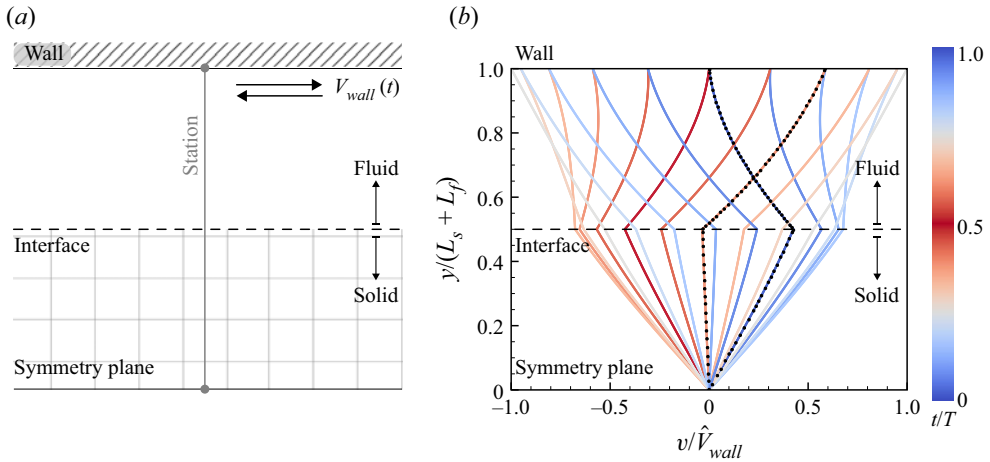 (a)
Wall
V_wall (t)
Station
Fluid
Interface
Solid
Symmetry plane
(b)
Wall
1.0
0.8
0.6
0.4
0.2
0
y/(L_s + L_f)
Fluid
Interface
Solid
Symmetry plane
–1.0 –0.5 0 0.5 1.0
v/V̂_wall
1.0
0.5
0
t/T